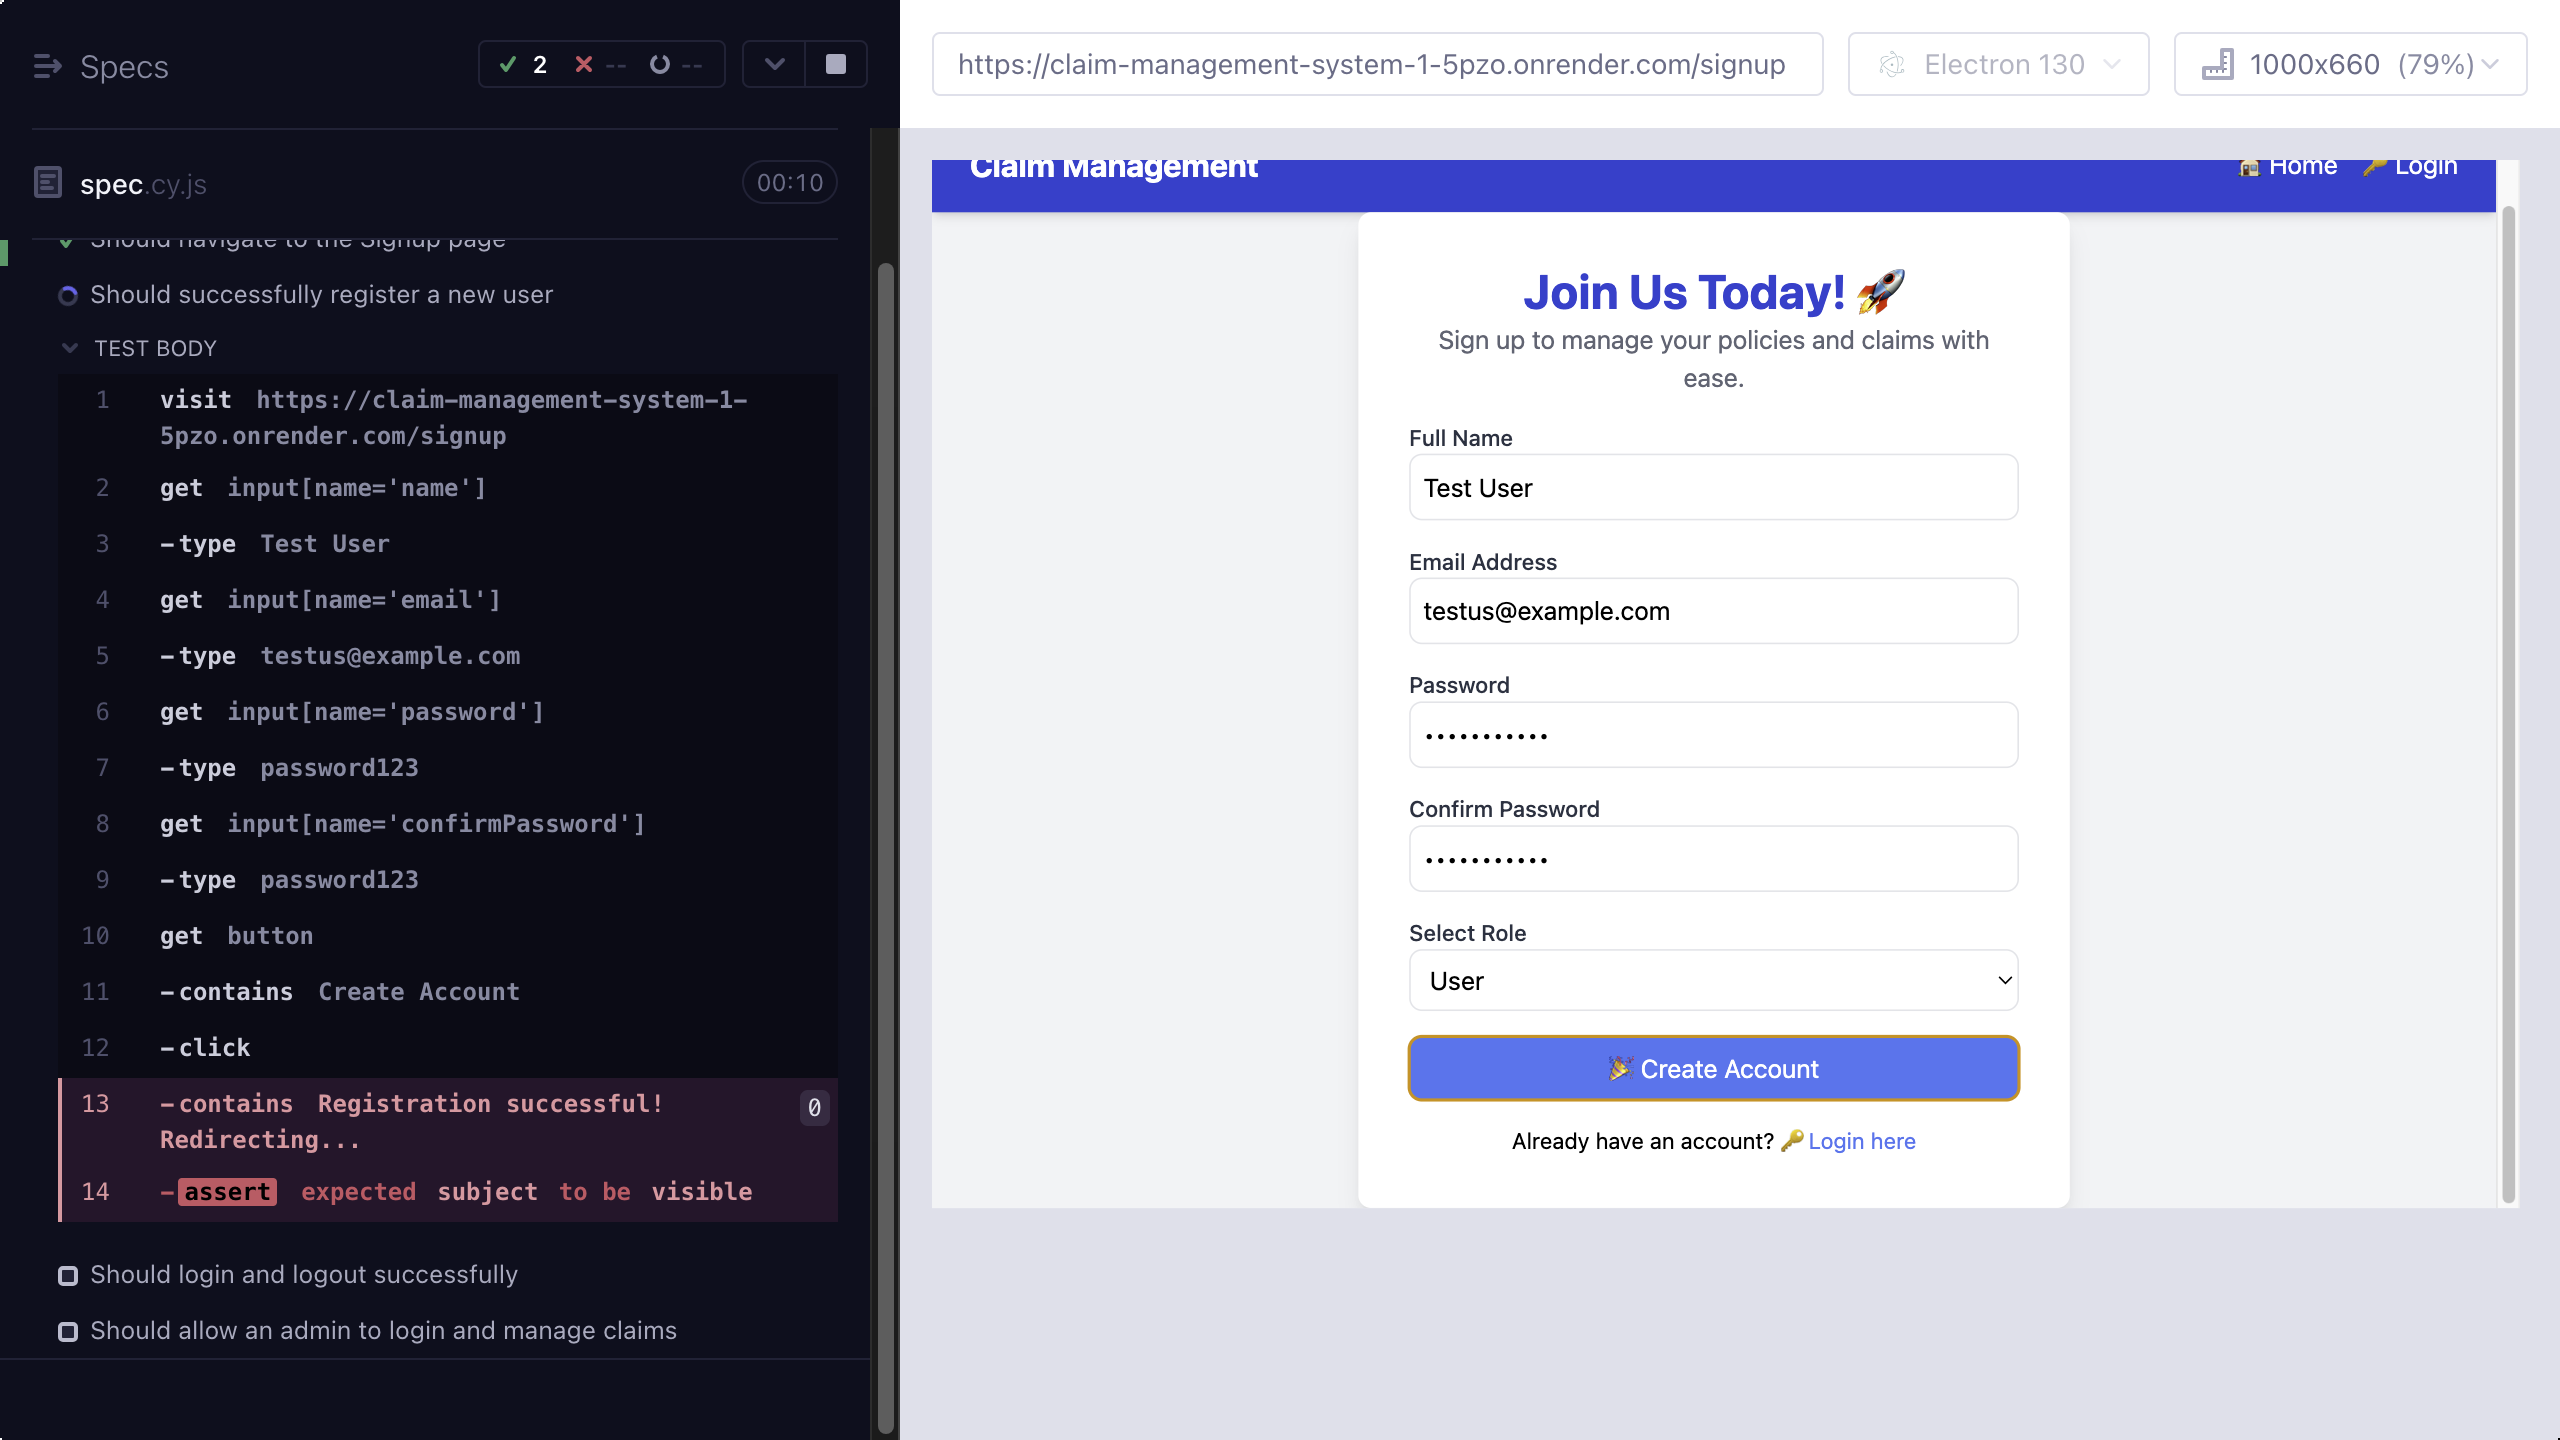 Specs
2
--
--
spec.cy.js
00:10
Should navigate to the Signup page
Should successfully register a new user
TEST BODY
1 visit https://claim-management-system-1-
5pzo.onrender.com/signup
2 get input[name='name']
3 -type Test User
4 get input[name='email']
5 -type testus@example.com
6 get input[name='password']
7 -type password123
8 get input[name='confirmPassword']
9 -type password123
10 get button
11 -contains Create Account
12 -click
13 -contains Registration successful! 0
Redirecting...
14 -assert expected subject to be visible
Should login and logout successfully
Should allow an admin to login and manage claims
https://claim-management-system-1-5pzo.onrender.com/signup
Electron 130
1000x660 (79%)
Claim Management
Home
Login
Join Us Today!
Sign up to manage your policies and claims with
ease.
Full Name
Test User
Email Address
testus@example.com
Password
•••••••••••
Confirm Password
•••••••••••
Select Role
User
Create Account
Already have an account? Login here